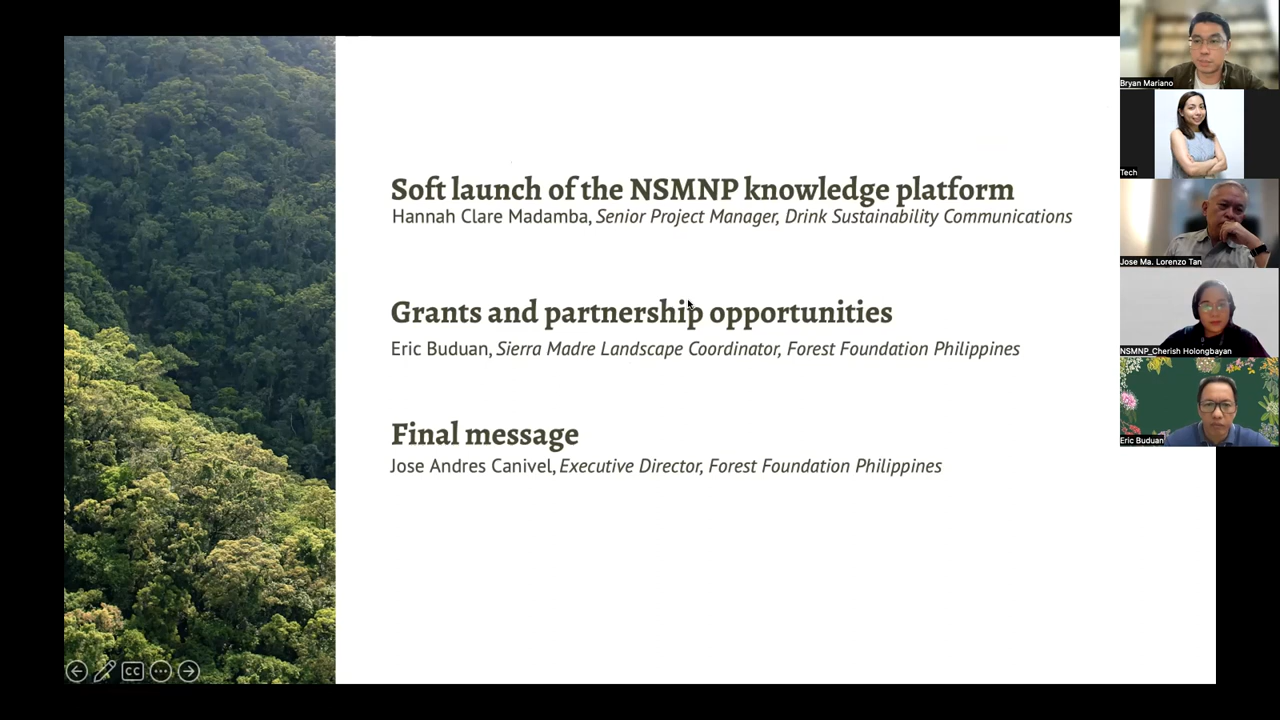 Soft launch of the NSMNP knowledge platform
Hannah Clare Madamba, Senior Project Manager, Drink Sustainability Communications
Grants and partnership opportunities
Eric Buduan, Sierra Madre Landscape Coordinator, Forest Foundation Philippines
Final message
Jose Andres Canivel, Executive Director, Forest Foundation Philippines
CC
Bryan Mariano
Tech
Jose Ma. Lorenzo Tan
NSMNP_Cherish Holongbayan
Eric Buduan